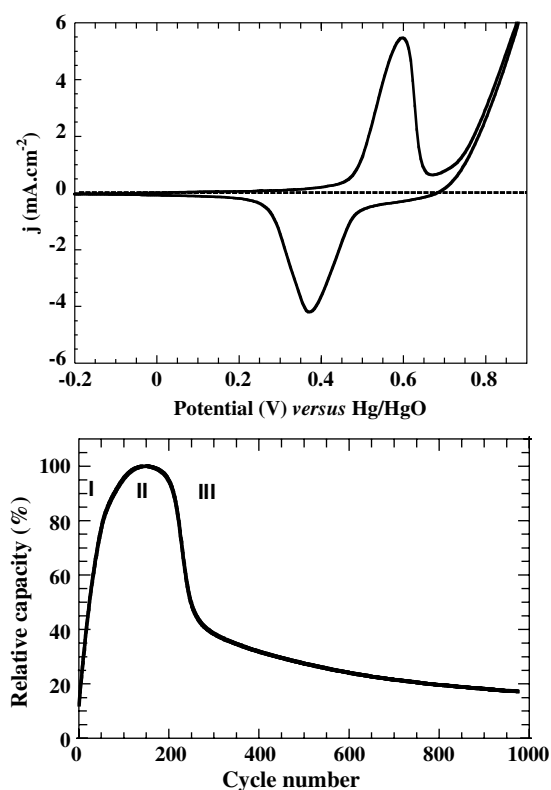 6
4
2
0
-2
-4
-6
j (mA.cm-2)
-0.2 0 0.2 0.4 0.6 0.8
Potential (V) versus Hg/HgO
100
80
60
40
20
0
Relative capacity (%)
I II III
0 200 400 600 800 1000
Cycle number